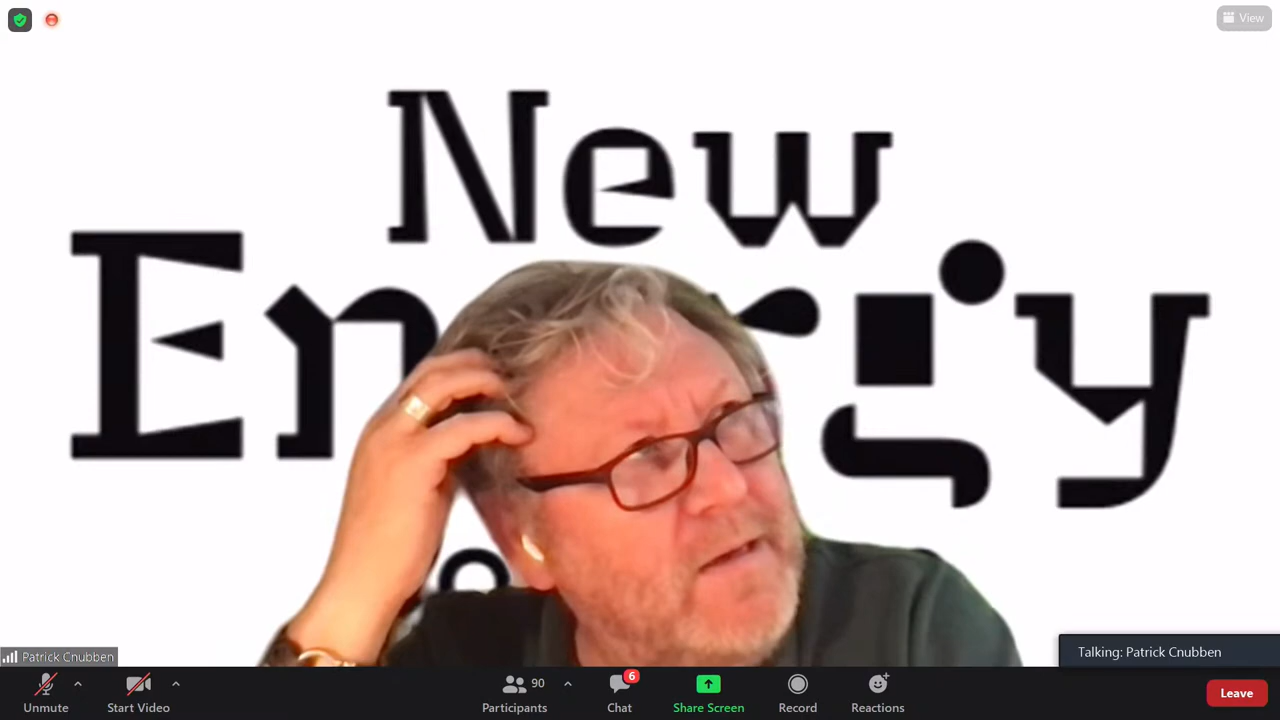 View
New
Energy
Patrick Cnubben
Talking: Patrick Cnubben
Unmute
Start Video
90
Participants
6
Chat
Share Screen
Record
Reactions
Leave